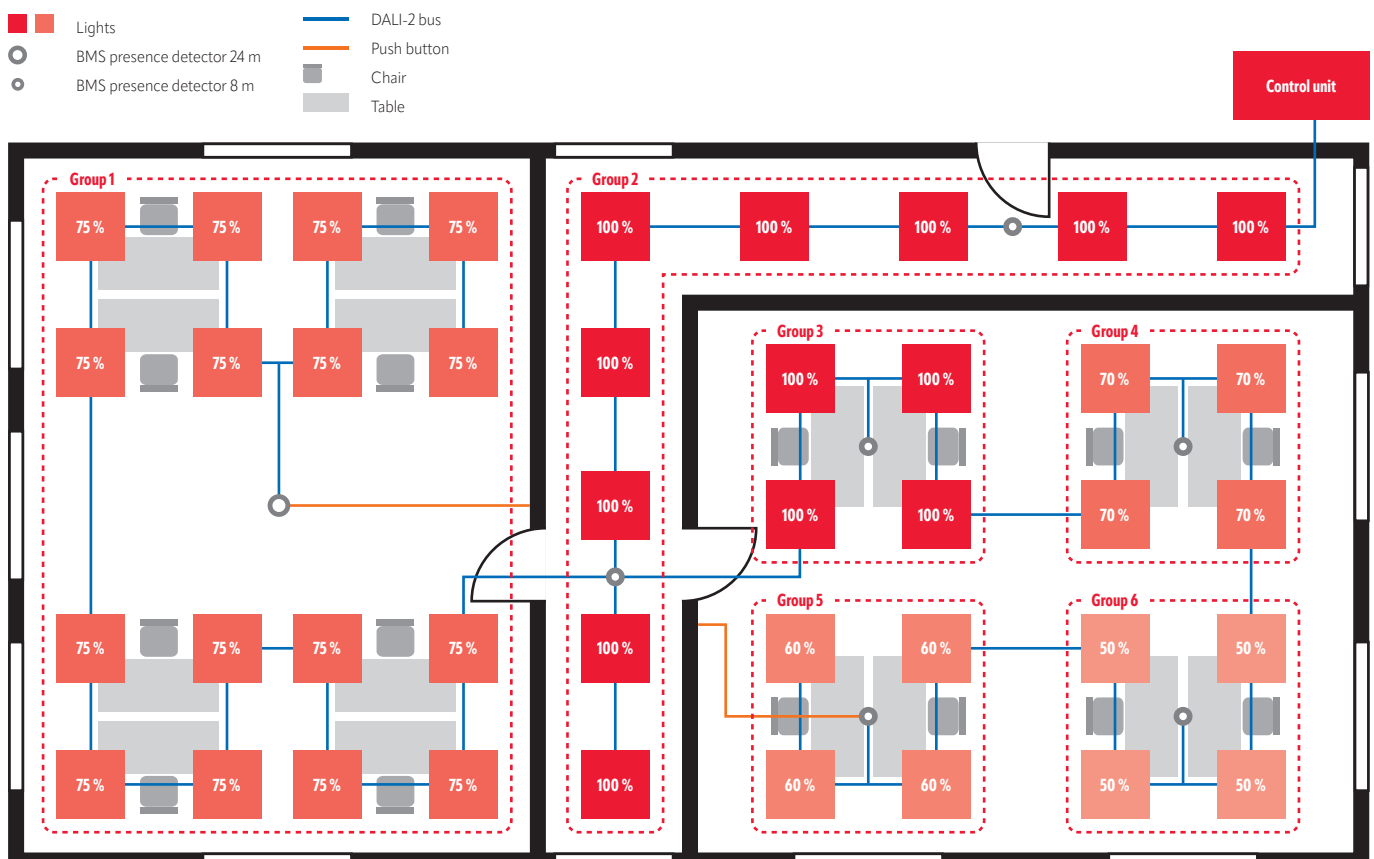 Lights
BMS presence detector 24 m
BMS presence detector 8 m
DALI-2 bus
Push button
Chair
Table
Control unit
Group 1
75 % 75 % 75 % 75 %
75 % 75 % 75 % 75 %
75 % 75 % 75 % 75 %
75 % 75 % 75 % 75 %
Group 2
100 % 100 % 100 % 100 % 100 %
100 %
100 %
100 %
100 %
Group 3
100 % 100 %
100 % 100 %
Group 4
70 % 70 %
70 % 70 %
Group 5
60 % 60 %
60 % 60 %
Group 6
50 % 50 %
50 % 50 %